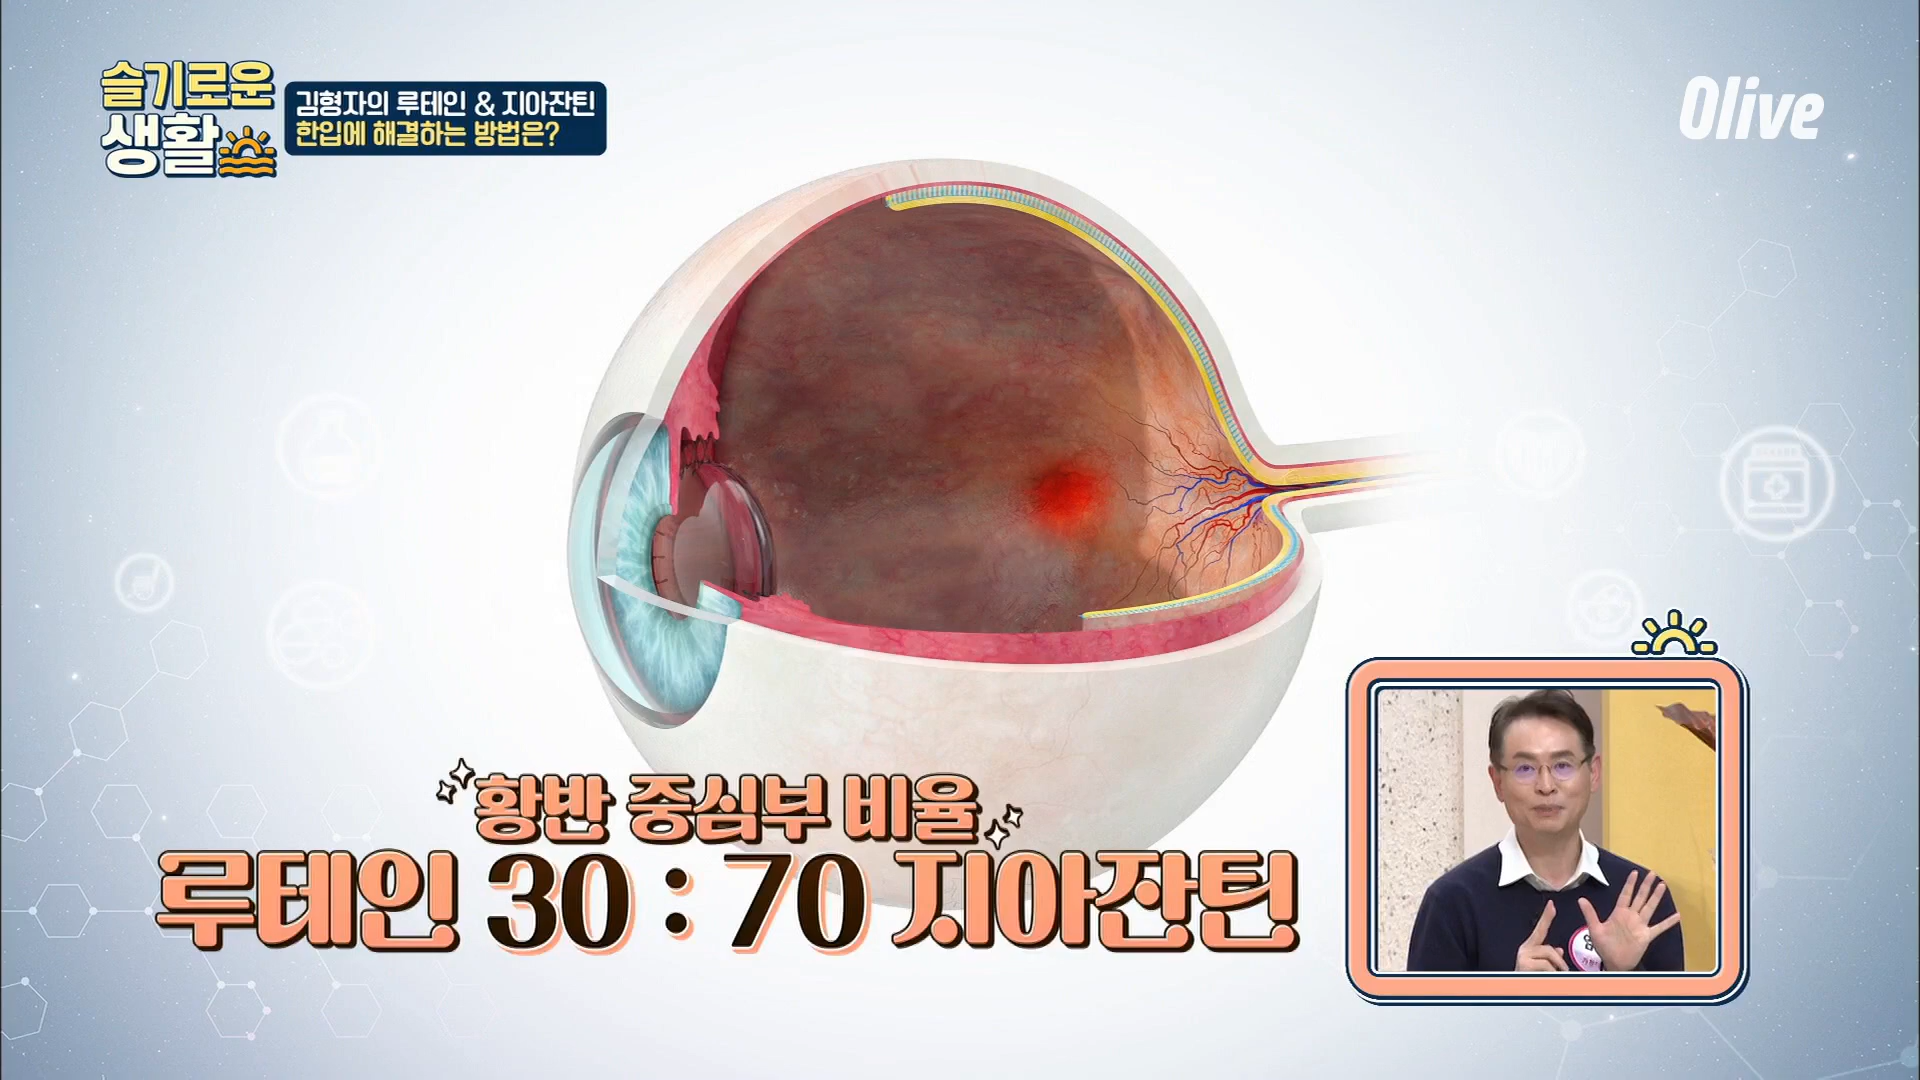 슬기로운
생활
김형자의 루테인 & 지아잔틴
한입에 해결하는 방법은?
Olive
황반 중심부 비율
루테인 30 : 70 지아잔틴